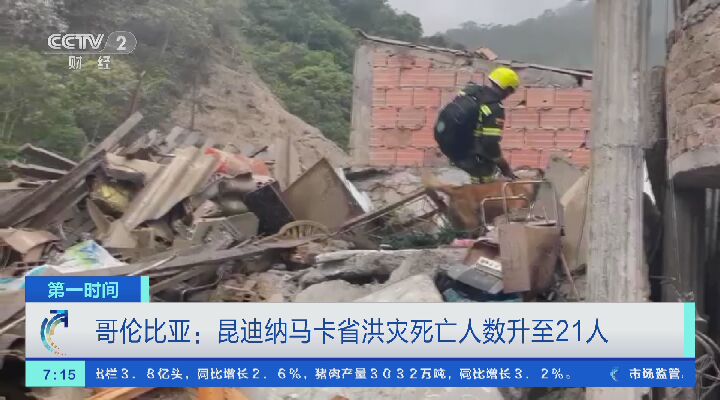 CCTV 2
财 经
第一时间
哥伦比亚：昆迪纳马卡省洪灾死亡人数升至21人
7:15 出栏3.8亿头，同比增长2.6%，猪肉产量3032万吨，同比增长3.2%。 市场监管